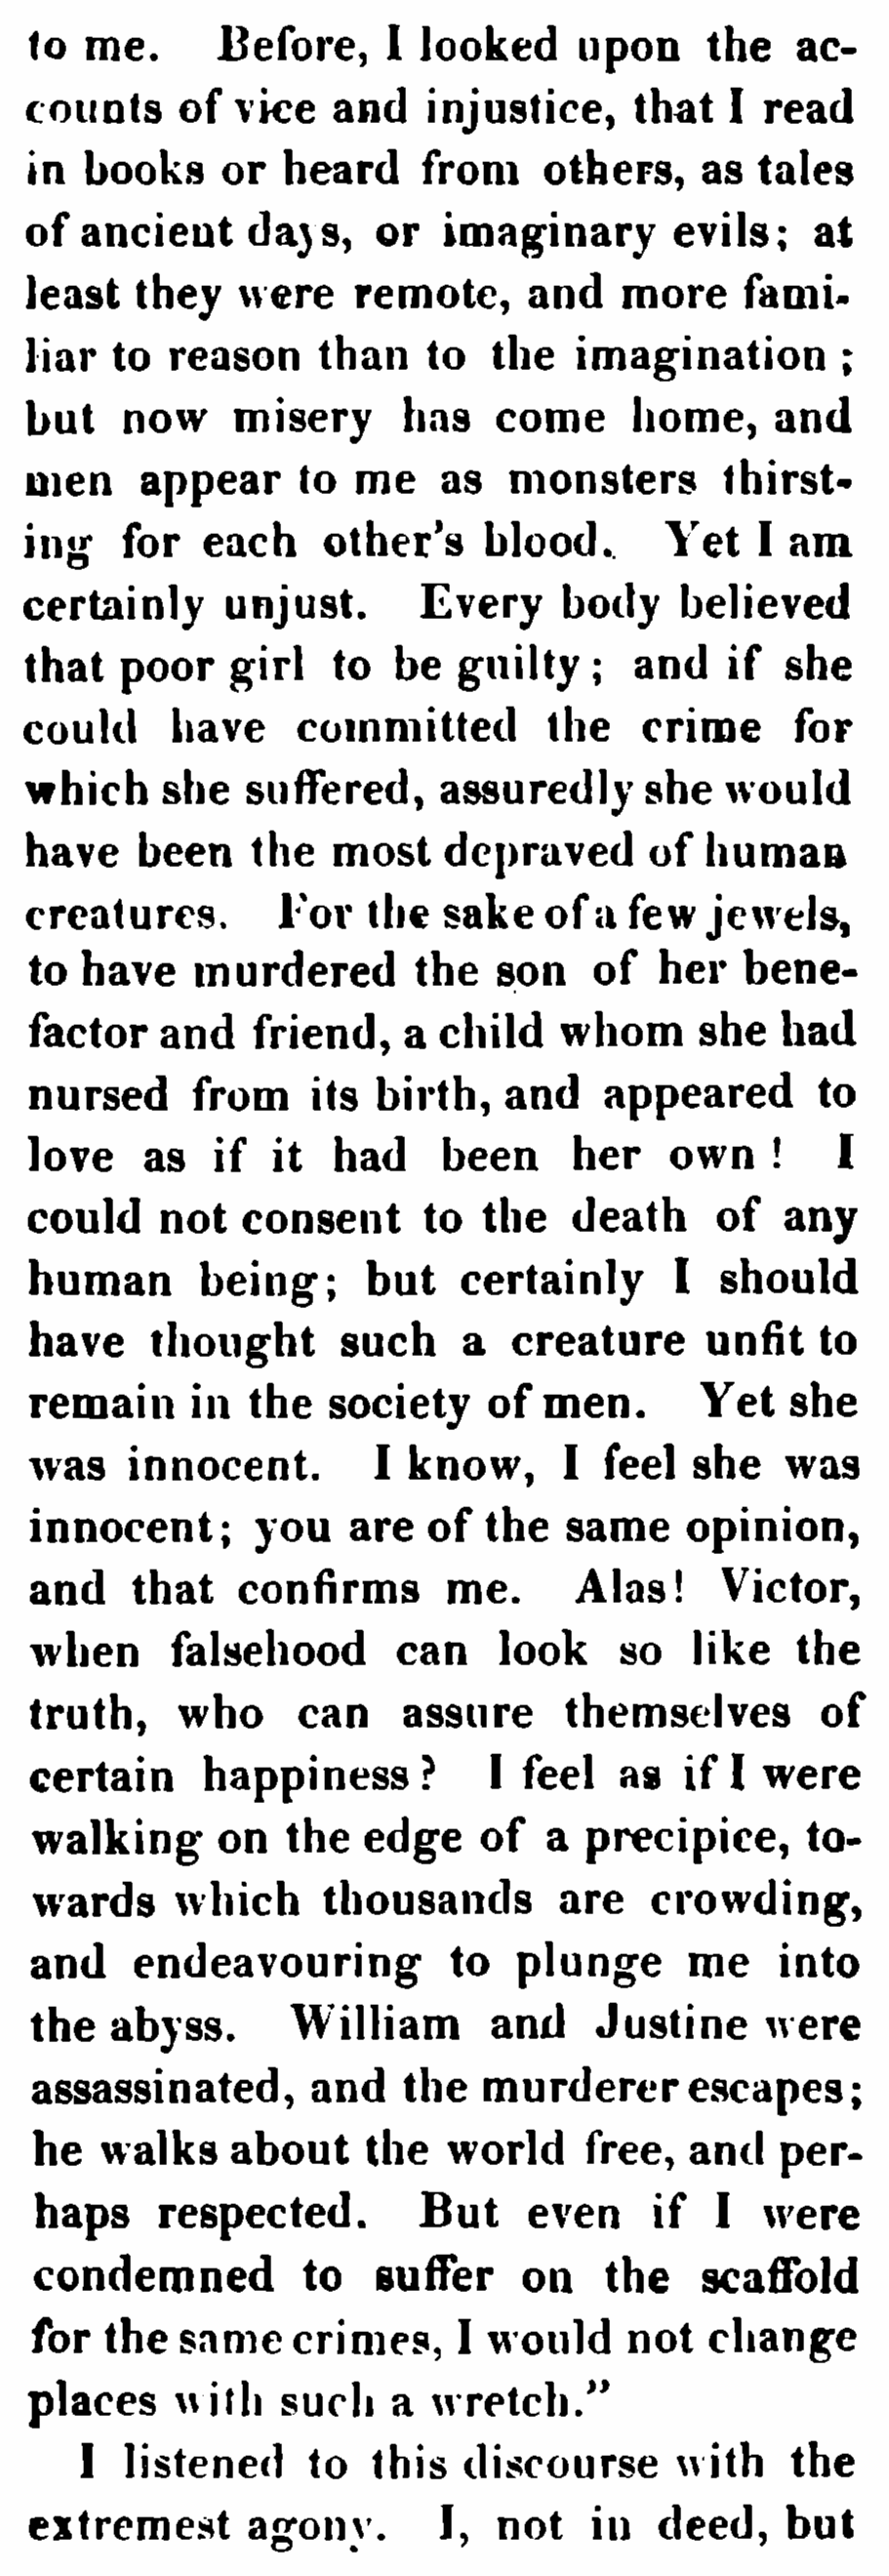 to me. Before, I looked upon the ac-
counts of vice and injustice, that I read
in books or heard from others, as tales
of ancient days, or imaginary evils; at
least they were remote, and more fami-
liar to reason than to the imagination;
but now misery has come home, and
men appear to me as monsters thirst-
ing for each other's blood. Yet I am
certainly unjust. Every body believed
that poor girl to be guilty; and if she
could have committed the crime for
which she suffered, assuredly she would
have been the most depraved of human
creatures. For the sake of a few jewels,
to have murdered the son of her bene-
factor and friend, a child whom she had
nursed from its birth, and appeared to
love as if it had been her own! I
could not consent to the death of any
human being; but certainly I should
have thought such a creature unfit to
remain in the society of men. Yet she
was innocent. I know, I feel she was
innocent; you are of the same opinion,
and that confirms me. Alas! Victor,
when falsehood can look so like the
truth, who can assure themselves of
certain happiness? I feel as if I were
walking on the edge of a precipice, to-
wards which thousands are crowding,
and endeavouring to plunge me into
the abyss. William and Justine were
assassinated, and the murderer escapes;
he walks about the world free, and per-
haps respected. But even if I were
condemned to suffer on the scaffold
for the same crimes, I would not change
places with such a wretch."
I listened to this discourse with the
extremest agony. I, not in deed, but